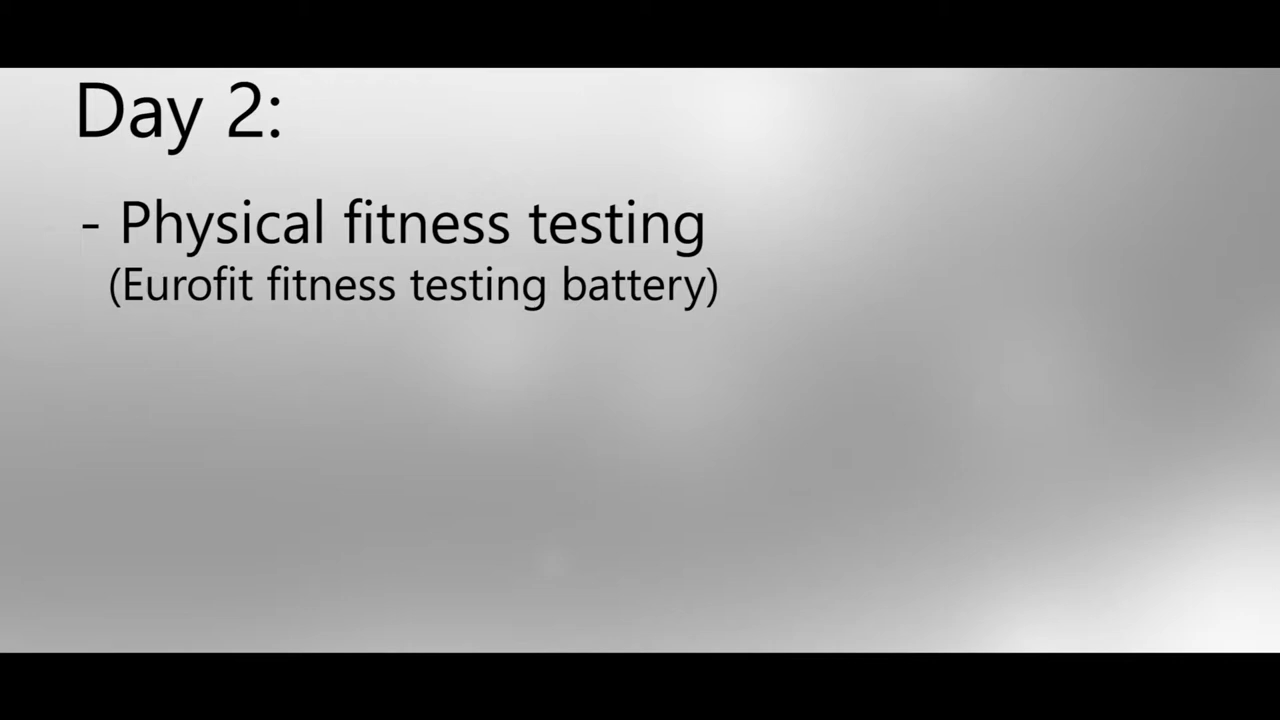 Day 2:
- Physical fitness testing
(Eurofit fitness testing battery)